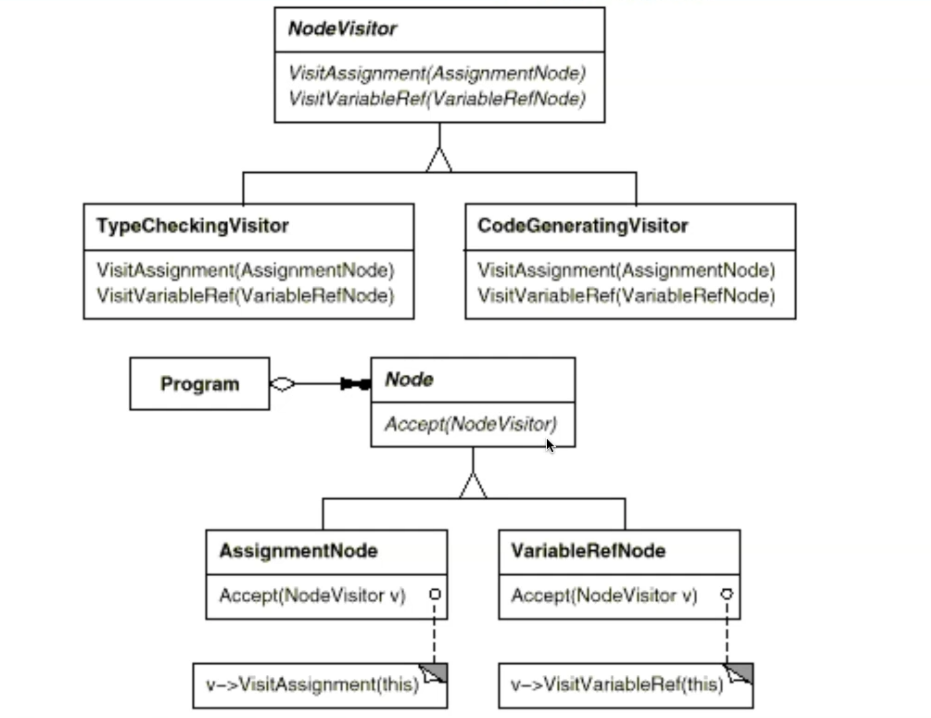 NodeVisitor
VisitAssignment(AssignmentNode)
VisitVariableRef(VariableRefNode)
TypeCheckingVisitor
VisitAssignment(AssignmentNode)
VisitVariableRef(VariableRefNode)
CodeGeneratingVisitor
VisitAssignment(AssignmentNode)
VisitVariableRef(VariableRefNode)
Program
Node
Accept(NodeVisitor)
AssignmentNode
Accept(NodeVisitor v)
v–>VisitAssignment(this)
VariableRefNode
Accept(NodeVisitor v)
v–>VisitVariableRef(this)